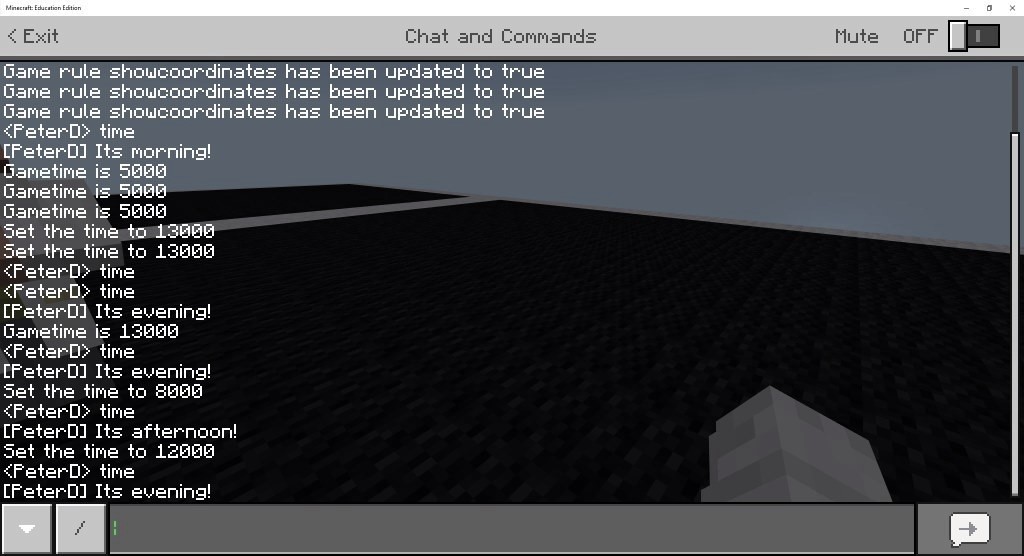 Minecraft: Education Edition
< Exit
Chat and Commands
Mute OFF
Game rule showcoordinates has been updated to true
Game rule showcoordinates has been updated to true
Game rule showcoordinates has been updated to true
<PeterD> time
[PeterD] Its morning!
Gametime is 5000
Gametime is 5000
Gametime is 5000
Set the time to 13000
Set the time to 13000
<PeterD> time
<PeterD> time
[PeterD] Its evening!
Gametime is 13000
<PeterD> time
[PeterD] Its evening!
Set the time to 8000
<PeterD> time
[PeterD] Its afternoon!
Set the time to 12000
<PeterD> time
[PeterD] Its evening!
/